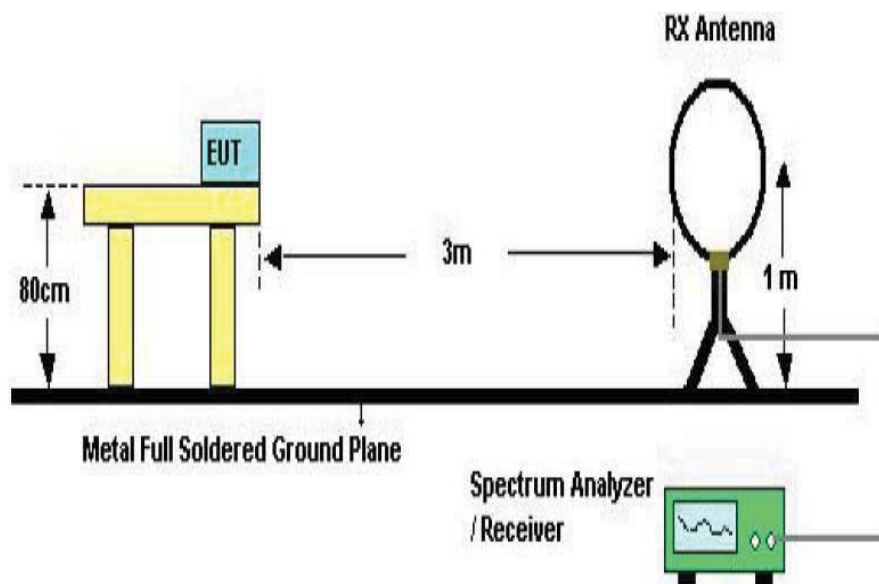 RX Antenna
EUT
3m
80cm
1 m
Metal Full Soldered Ground Plane
Spectrum Analyzer
/ Receiver